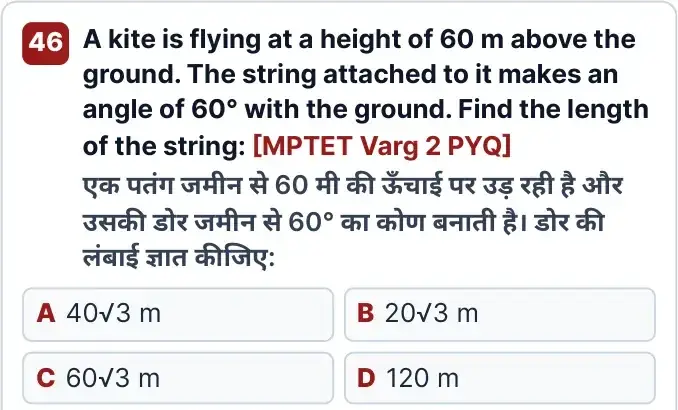 46 A kite is flying at a height of 60 m above the
ground. The string attached to it makes an
angle of 60° with the ground. Find the length
of the string: [MPTET Varg 2 PYQ]
एक पतंग जमीन से 60 मी की ऊँचाई पर उड़ रही है और
उसकी डोर जमीन से 60° का कोण बनाती है। डोर की
लंबाई ज्ञात कीजिए:
A 40√3 m
B 20√3 m
C 60√3 m
D 120 m